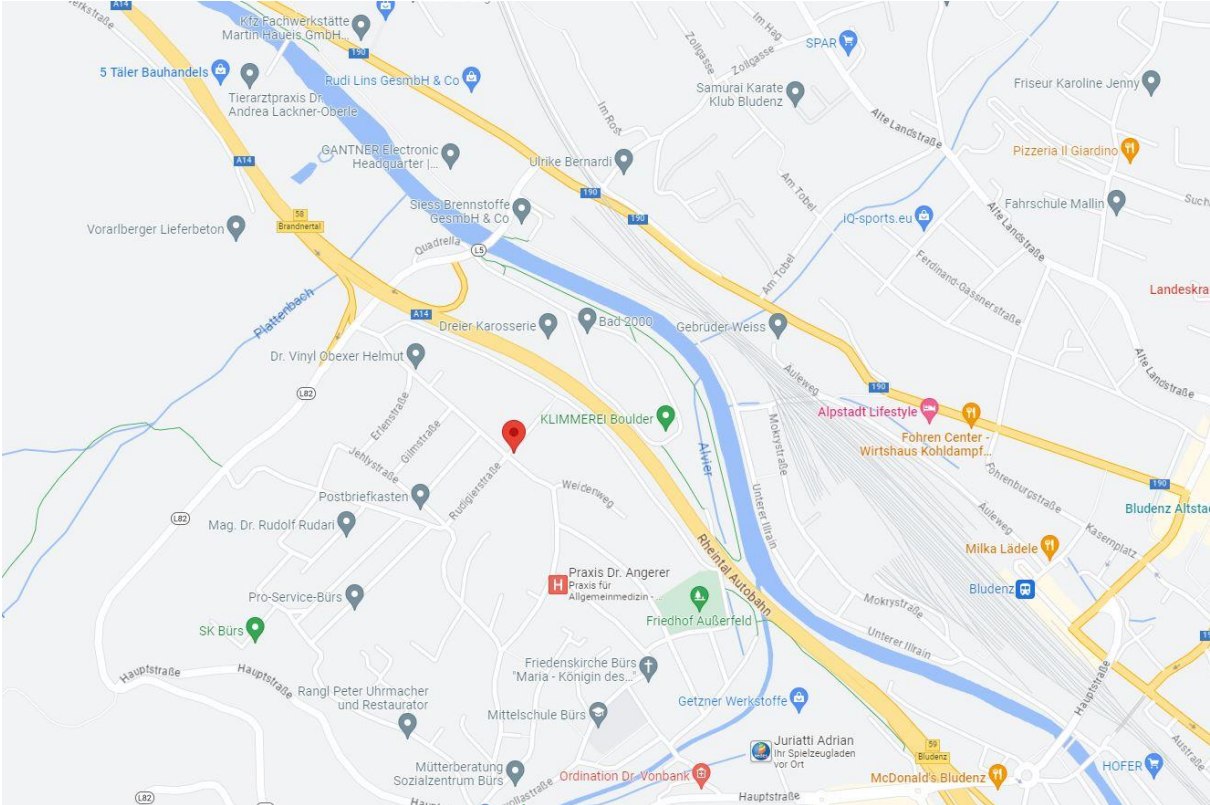 A14
Kfz Fachwerkstätte
Martin Haueis GmbH...
190
5 Täler Bauhandels
Rudi Lins GesmbH & Co
Tierarztpraxis Dr.
Andrea Lackner-Oberle
Im Hag
Zollgasse
Zollgasse
SPAR
Samurai Karate
Klub Bludenz
Friseur Karoline Jenny
Im Rost
Alte Landstraße
GANTNER Electronic
Headquarter |...
Ulrike Bernardi
Pizzeria Il Giardino
A14
190
190
Am Tobel
58
Brandnertal
Vorarlberger Lieferbeton
Siess Brennstoffe
GesmbH & Co
Quadrella
L5
iQ-sports.eu
Fahrschule Mallin
Alte Landstraße
Am Tobel
Ferdinand-Gassnerstraße
Plattenbach
A14
Dreier Karosserie
Bad 2000
Gebrüder Weiss
Dr. Vinyl Obexer Helmut
L82
Äuleweg
190
Alte Landstraße
Erlenstraße
Gilmstraße
KLIMMEREI Boulder
Alpstadt Lifestyle
Fohren Center -
Wirtshaus Kohldampf...
Mokrystraße
Alvier
Jehlystraße
Rudigierstraße
Weidenweg
Postbriefkasten
Mag. Dr. Rudolf Rudari
L82
Unterer Illrain
Fohrenburgstraße
190
Äuleweg
Kasernplatz
Rheintal Autobahn
Milka Lädele
Bludenz
Praxis Dr. Angerer
Praxis für
Allgemeinmedizin - ...
Pro-Service-Bürs
SK Bürs
Friedhof Außerfeld
Mokrystraße
Unterer Illrain
Hauptstraße
Hauptstraße
Rangl Peter Uhrmacher
und Restaurator
Friedenskirche Bürs
"Maria - Königin des..."
Mittelschule Bürs
Getzner Werkstoffe
Hauptstraße
Juriatti Adrian
Ihr Spielzeugladen
vor Ort
59
Bludenz
Mütterberatung
Sozialzentrum Bürs
Ordination Dr. Vonbank
McDonald's Bludenz
HOFER
Austraße
L82
Hauptstraße